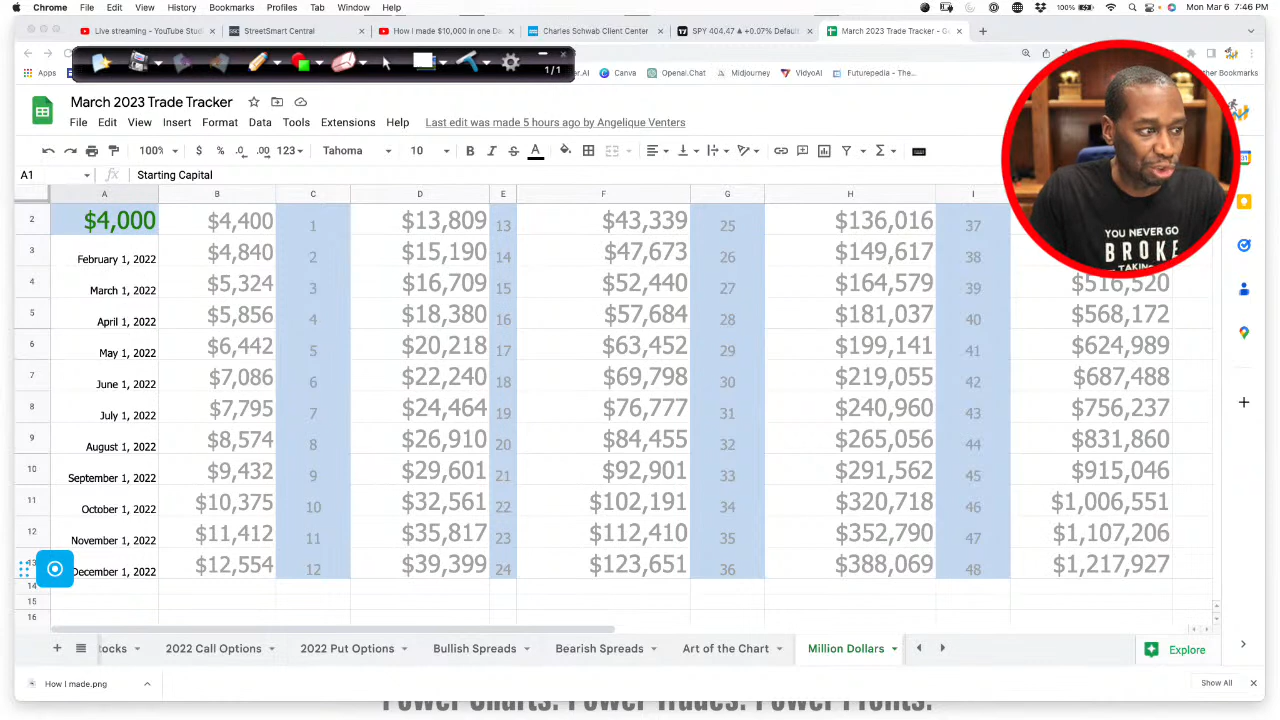 Chrome File Edit View History Bookmarks Profiles Tab Window Help 100% Mon Mar 6 7:46 PM
Live streaming - YouTube Studi StreetSmart Central How I made $10,000 in one Da Charles Schwab Client Center SPY 404.47 ▲ +0.07% Default March 2023 Trade Tracker - G
1/1
Apps Canva Openai.Chat Midjourney VidyoAI Futurepedia - The... Other Bookmarks
March 2023 Trade Tracker
File Edit View Insert Format Data Tools Extensions Help Last edit was made 5 hours ago by Angelique Venters
100% $ % .0 .00 123 Tahoma 10 B I S A
A1 fx Starting Capital
A B C D E F G H I
2 $4,000 $4,400 1 $13,809 13 $43,339 25 $136,016 37
3 February 1, 2022 $4,840 2 $15,190 14 $47,673 26 $149,617 38
4 March 1, 2022 $5,324 3 $16,709 15 $52,440 27 $164,579 39 $516,520
5 April 1, 2022 $5,856 4 $18,380 16 $57,684 28 $181,037 40 $568,172
6 May 1, 2022 $6,442 5 $20,218 17 $63,452 29 $199,141 41 $624,989
7 June 1, 2022 $7,086 6 $22,240 18 $69,798 30 $219,055 42 $687,488
8 July 1, 2022 $7,795 7 $24,464 19 $76,777 31 $240,960 43 $756,237
9 August 1, 2022 $8,574 8 $26,910 20 $84,455 32 $265,056 44 $831,860
10 September 1, 2022 $9,432 9 $29,601 21 $92,901 33 $291,562 45 $915,046
11 October 1, 2022 $10,375 10 $32,561 22 $102,191 34 $320,718 46 $1,006,551
12 November 1, 2022 $11,412 11 $35,817 23 $112,410 35 $352,790 47 $1,107,206
13 December 1, 2022 $12,554 12 $39,399 24 $123,651 36 $388,069 48 $1,217,927
14
15
16
tocks 2022 Call Options 2022 Put Options Bullish Spreads Bearish Spreads Art of the Chart Million Dollars Explore
How I made.png Show All
Power Charts. Power Trades. Power Profits.
YOU NEVER GO
BROKE
TAKING